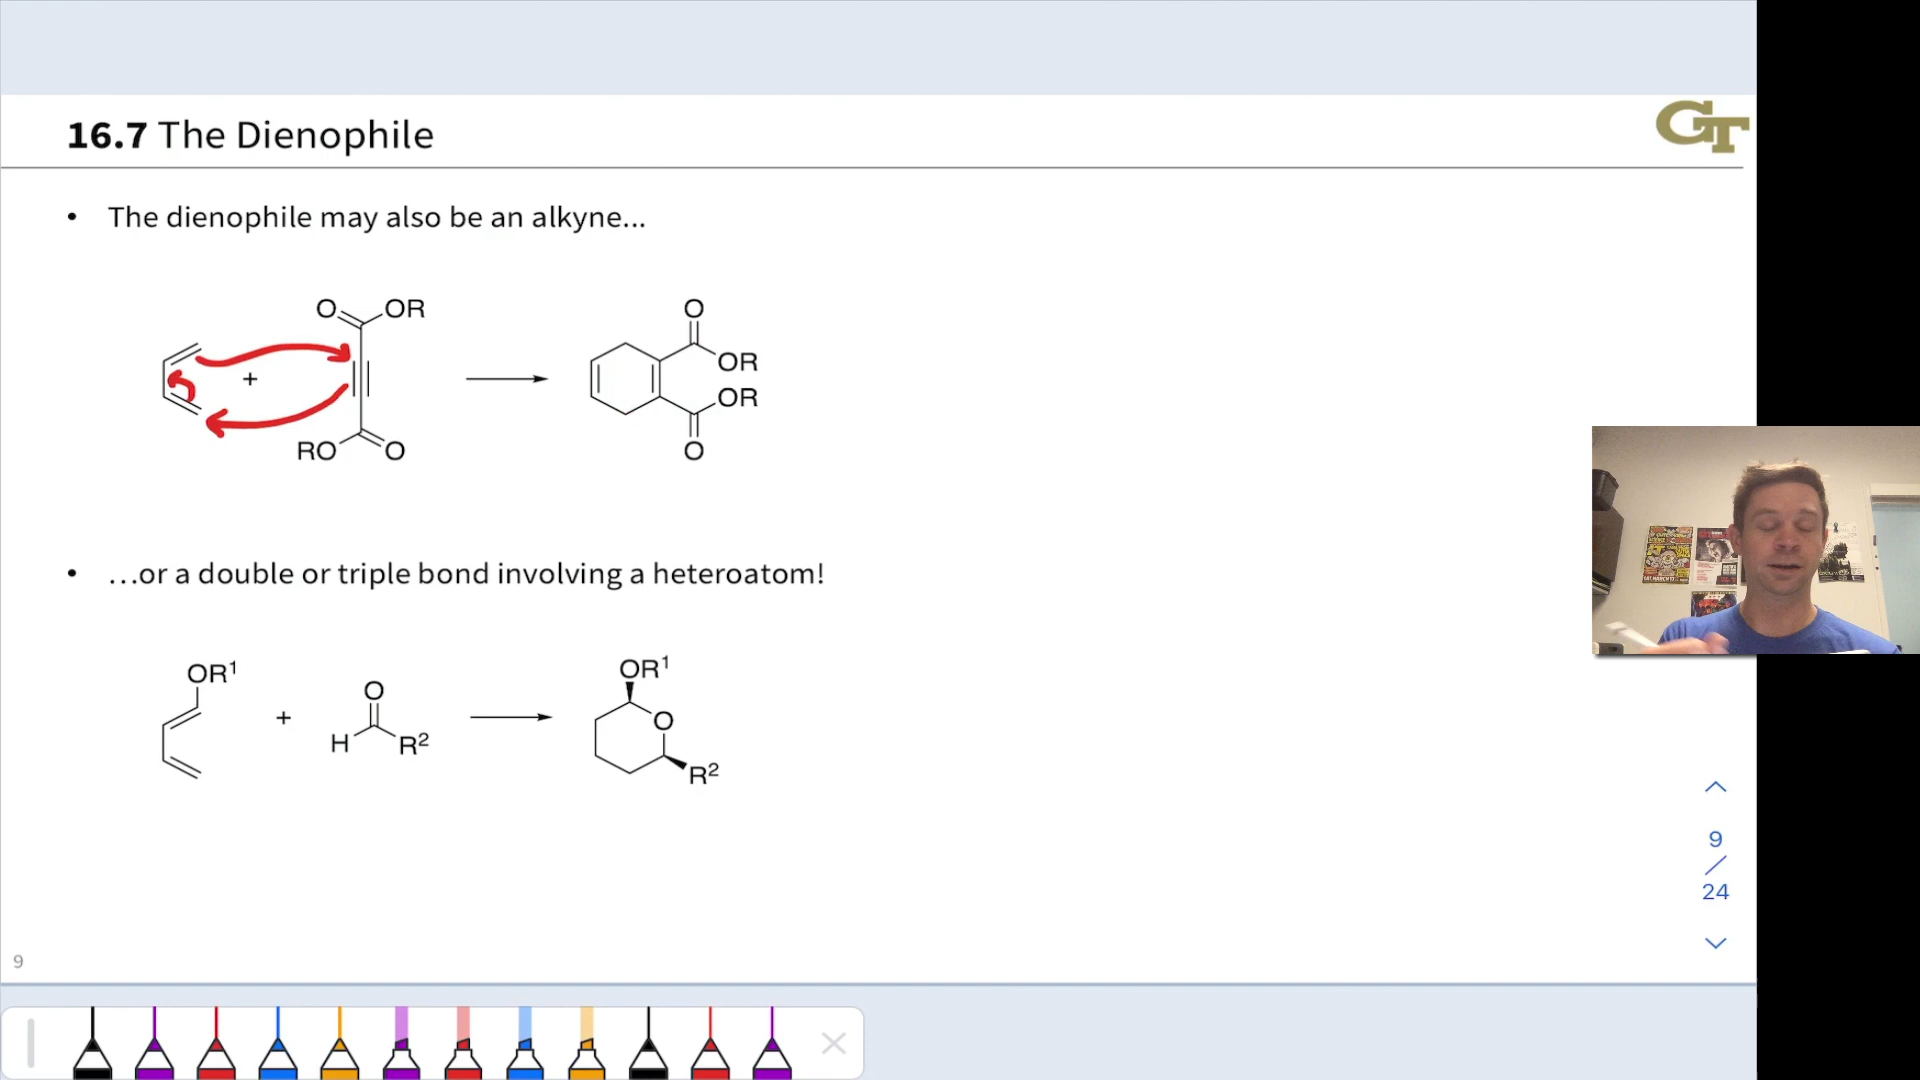 16.7 The Dienophile
GT
• The dienophile may also be an alkyne...
O OR
+
RO O
O
OR
OR
O
• ...or a double or triple bond involving a heteroatom!
OR¹
+
O
H R²
OR¹
O
R²
9
/
24
9